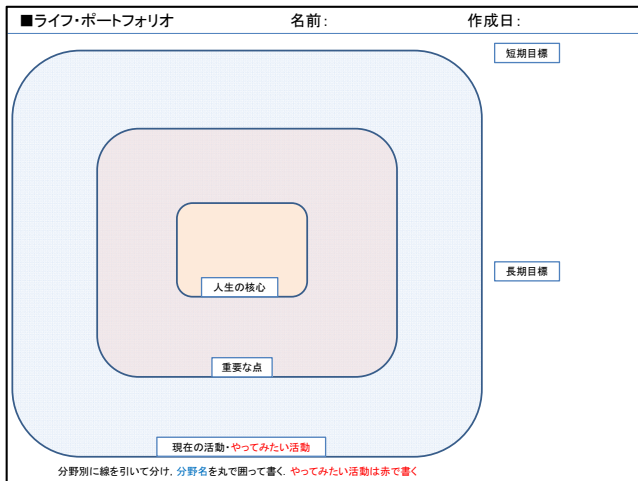 ■ライフ・ポートフォリオ 名前： 作成日：
短期目標
長期目標
人生の核心
重要な点
現在の活動・やってみたい活動
分野別に線を引いて分け、分野名を丸で囲って書く、やってみたい活動は赤で書く